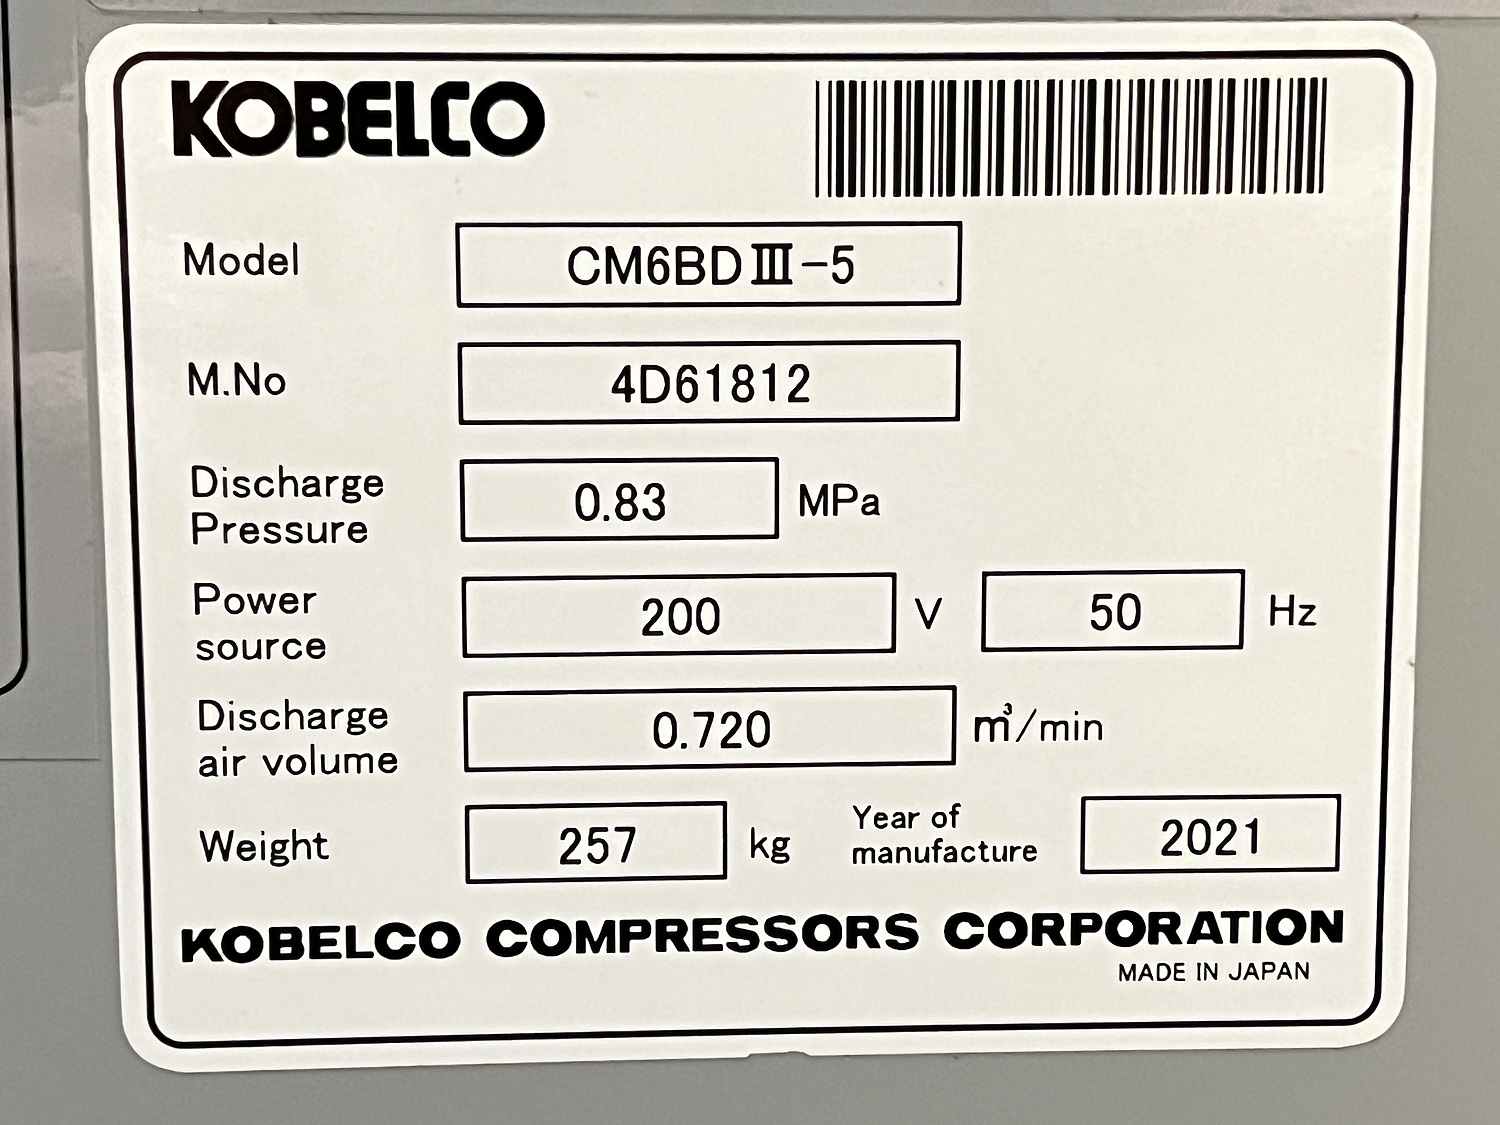 KOBELCO
Model CM6BDⅢ-5
M.No 4D61812
Discharge
Pressure 0.83 MPa
Power
source 200 V 50 Hz
Discharge
air volume 0.720 m³/min
Weight 257 kg Year of
manufacture 2021
KOBELCO COMPRESSORS CORPORATION
MADE IN JAPAN